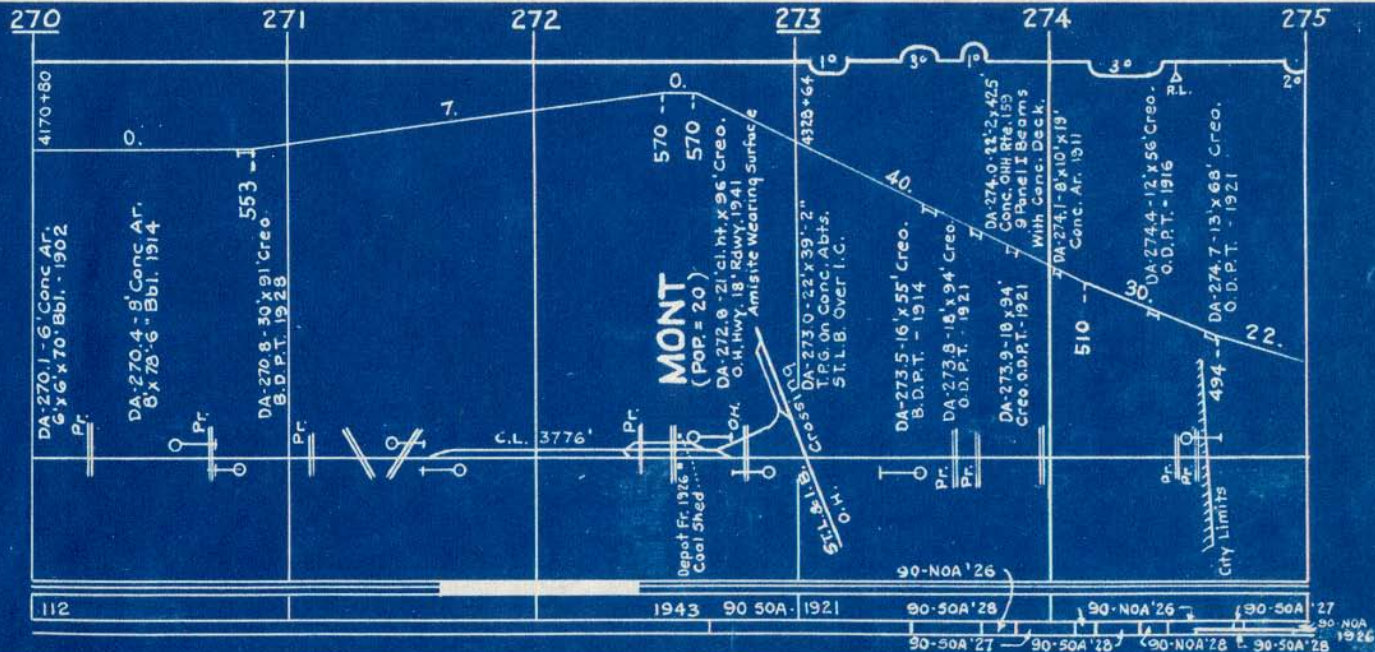 270
271
272
273
274
275
4170+80
4328+64
0.
7.
0.
40.
30.
22.
1°
3°
1°
3°
2°
R.L.
553
570
570
510
494
DA-270.1-6' Conc Ar.
6'x6'x70' Bbl. - 1902
DA-270.4-8' Conc Ar.
8'x78'-6" Bbl. 1914
DA-270.8-30'x91' Creo.
B.D.P.T. 1928
MONT
(POP = 20)
DA-272.8-21' cl. ht. x 96' Creo.
O.H. Hwy. 18' Rdwy. 1941
Amisite Wearing Surface
DA-273.0-22'x39'-2"
T.P.G. On Conc. Abts.
ST.L.B. Over I.C.
DA-273.5-16'x55' Creo.
B.D.P.T. - 1914
DA-273.8-18'x94' Creo.
O.D.P.T. - 1921
DA-273.9-18'x94'
Creo. O.D.P.T.-1921
DA-274.0-22'-2"x42.5'
Conc. OHH Rte. 159
9 Panel I Beams
With Conc. Deck.
DA-274.1-8'x10'x19'
Conc. Ar. 1911
DA-274.4-12'x56' Creo.
O.D.P.T. - 1916
DA-274.7-13'x68' Creo.
O.D.P.T. - 1921
Pr.
Pr.
Pr.
Pr.
Pr.
Pr.
Pr.
Pr.
C.L. 3776'
O.H.
Crossing
ST.L.&I.B.
O.H.
Depot Fr. 1926
Coal Shed
City Limits
112
1943
90 SOA-1921
90-NOA'26
90-SOA'28
90-NOA'26
90-SOA'27
90-NOA
1926
90-SOA'27
90-SOA'28
90-NOA'28
90-SOA'28